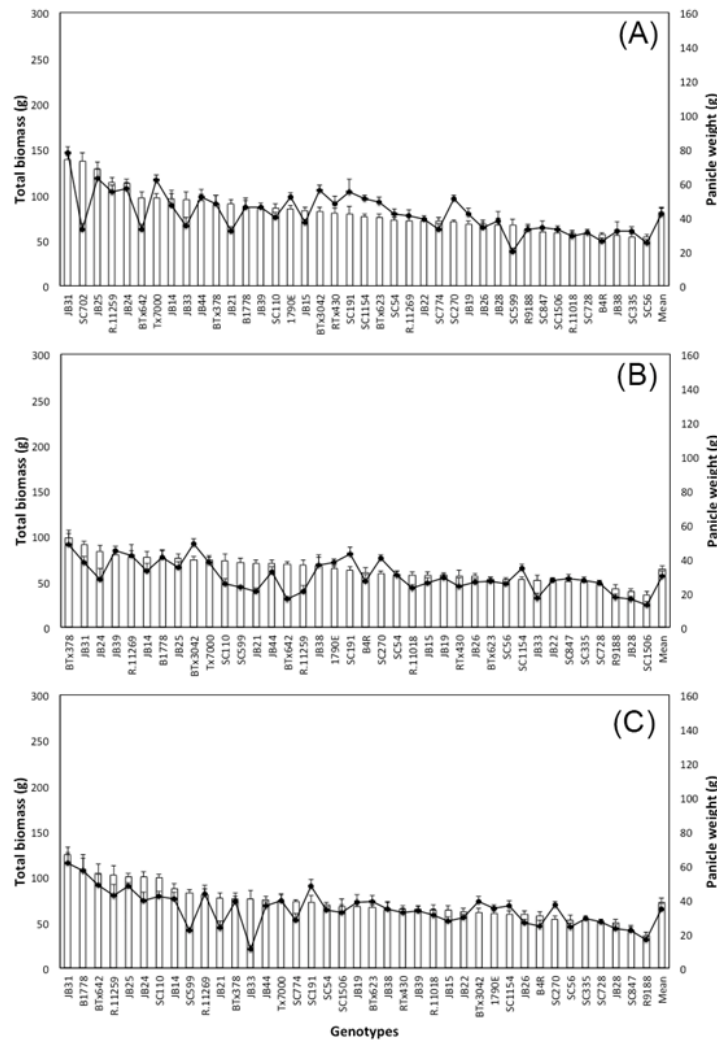 (A)
Total biomass (g)
300
250
200
150
100
50
0
Panicle weight (g)
160
140
120
100
80
60
40
20
0
JB31
SC702
JB25
R.11259
JB24
BTx642
Tx7000
JB14
JB33
JB44
BTx378
JB21
B1778
JB39
SC110
1790E
JB15
BTx3042
RTx430
SC191
SC1154
BTx623
SC54
R.11269
JB22
SC774
SC270
JB19
JB26
JB28
SC599
R9188
SC847
SC1506
R.11018
SC728
B4R
JB38
SC335
SC56
Mean
(B)
Total biomass (g)
300
250
200
150
100
50
0
Panicle weight (g)
160
140
120
100
80
60
40
20
0
BTx378
JB31
JB24
JB39
R.11269
JB14
B1778
JB25
BTx3042
Tx7000
SC110
SC599
JB21
JB44
BTx642
R.11259
JB38
1790E
SC191
B4R
SC270
SC54
R.11018
JB15
JB19
RTx430
JB26
BTx623
SC56
SC1154
JB33
JB22
SC847
SC335
SC728
R9188
JB28
SC1506
Mean
(C)
Total biomass (g)
300
250
200
150
100
50
0
Panicle weight (g)
160
140
120
100
80
60
40
20
0
JB31
B1778
BTx642
R.11259
JB25
JB24
SC110
JB14
SC599
R.11269
JB21
BTx378
JB33
JB44
Tx7000
SC774
SC191
SC54
SC1506
JB19
BTx623
JB38
RTx430
JB39
R.11018
JB15
JB22
BTx3042
1790E
SC1154
JB26
B4R
SC270
SC56
SC335
SC728
JB28
SC847
R9188
Mean
Genotypes